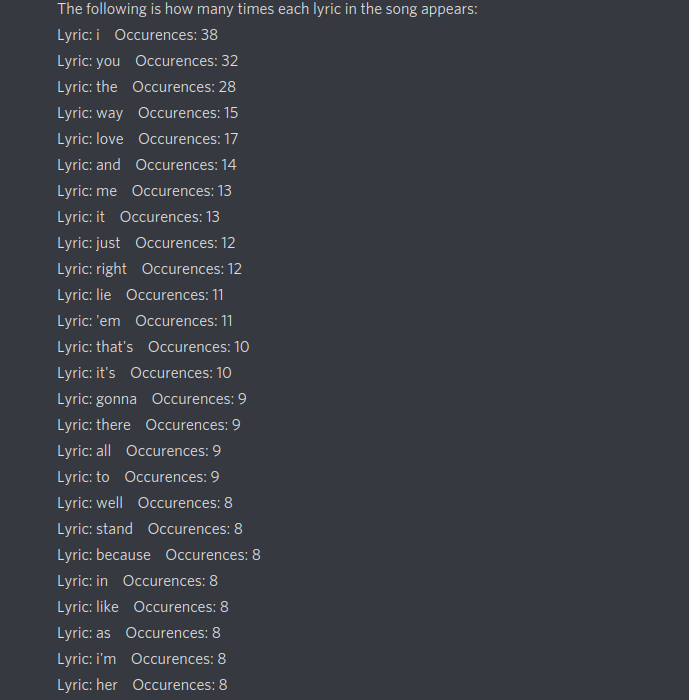 The following is how many times each lyric in the song appears:
Lyric: i Occurences: 38
Lyric: you Occurences: 32
Lyric: the Occurences: 28
Lyric: way Occurences: 15
Lyric: love Occurences: 17
Lyric: and Occurences: 14
Lyric: me Occurences: 13
Lyric: it Occurences: 13
Lyric: just Occurences: 12
Lyric: right Occurences: 12
Lyric: lie Occurences: 11
Lyric: 'em Occurences: 11
Lyric: that's Occurences: 10
Lyric: it's Occurences: 10
Lyric: gonna Occurences: 9
Lyric: there Occurences: 9
Lyric: all Occurences: 9
Lyric: to Occurences: 9
Lyric: well Occurences: 8
Lyric: stand Occurences: 8
Lyric: because Occurences: 8
Lyric: in Occurences: 8
Lyric: like Occurences: 8
Lyric: as Occurences: 8
Lyric: i'm Occurences: 8
Lyric: her Occurences: 8